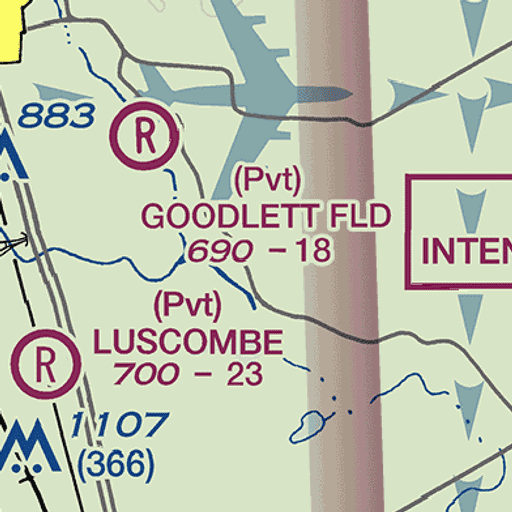 883
R
(Pvt)
GOODLETT FLD
690 - 18
INTEN
(Pvt)
LUSCOMBE
R
700 - 23
1107
(366)